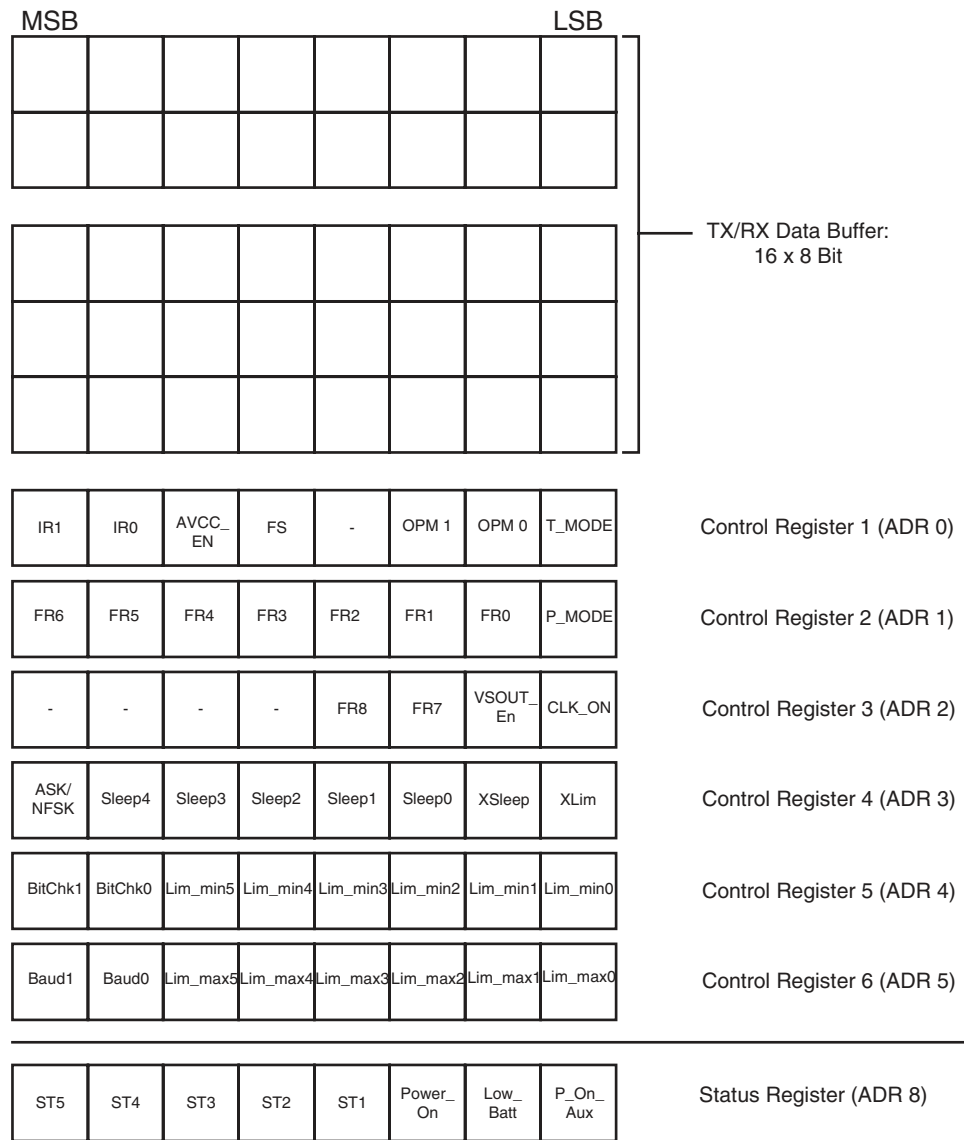 MSB LSB
TX/RX Data Buffer:
16 x 8 Bit
IR1 IR0 AVCC_ EN FS - OPM 1 OPM 0 T_MODE Control Register 1 (ADR 0)
FR6 FR5 FR4 FR3 FR2 FR1 FR0 P_MODE Control Register 2 (ADR 1)
- - - - FR8 FR7 VSOUT_ En CLK_ON Control Register 3 (ADR 2)
ASK/ NFSK Sleep4 Sleep3 Sleep2 Sleep1 Sleep0 XSleep XLim Control Register 4 (ADR 3)
BitChk1 BitChk0 Lim_min5 Lim_min4 Lim_min3 Lim_min2 Lim_min1 Lim_min0 Control Register 5 (ADR 4)
Baud1 Baud0 Lim_max5 Lim_max4 Lim_max3 Lim_max2 Lim_max1 Lim_max0 Control Register 6 (ADR 5)
ST5 ST4 ST3 ST2 ST1 Power_ On Low_ Batt P_On_ Aux Status Register (ADR 8)